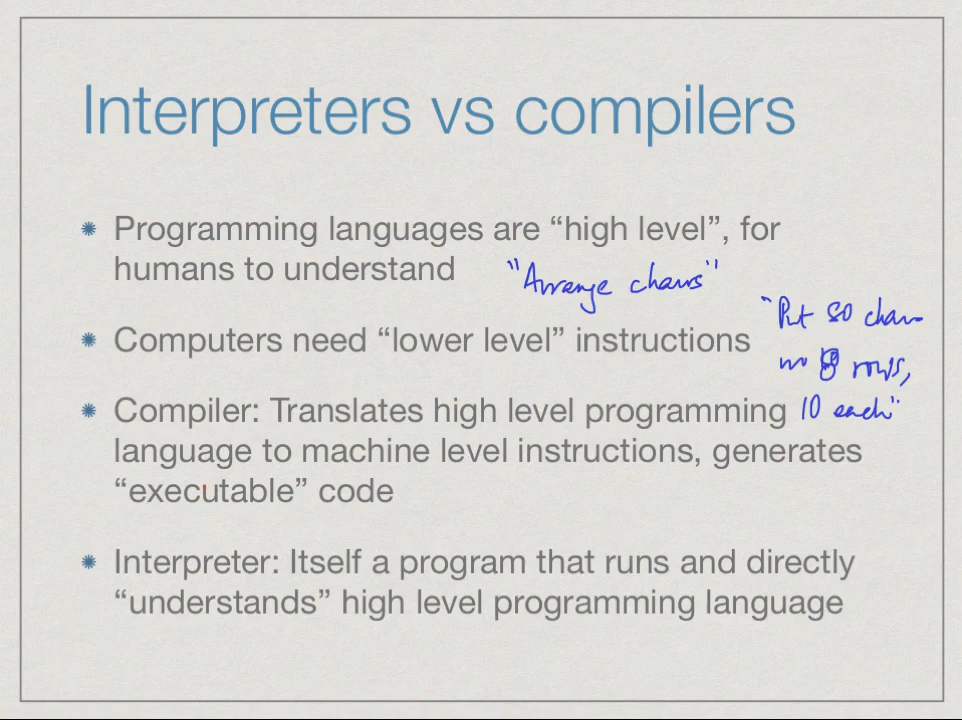 Interpreters vs compilers
Programming languages are “high level”, for
humans to understand
"Arrange chairs"
"Put 80 chairs
Computers need “lower level” instructions
in 8 rows,
Compiler: Translates high level programming
10 each"
language to machine level instructions, generates
“executable” code
Interpreter: Itself a program that runs and directly
“understands” high level programming language